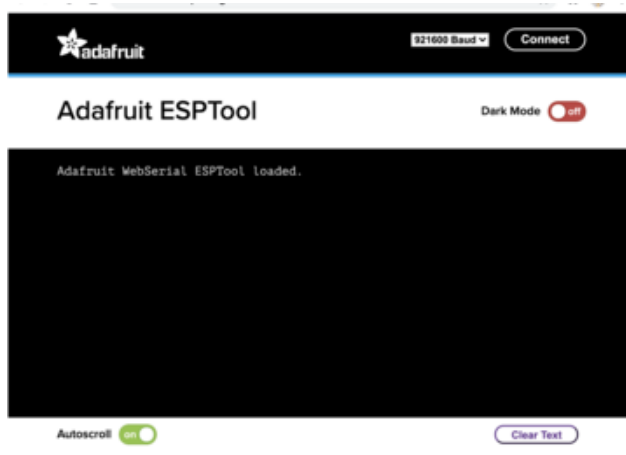 adafruit
921600 Baud
Connect
Adafruit ESPTool
Dark Mode off
Adafruit WebSerial ESPTool loaded.
Autoscroll on
Clear Text